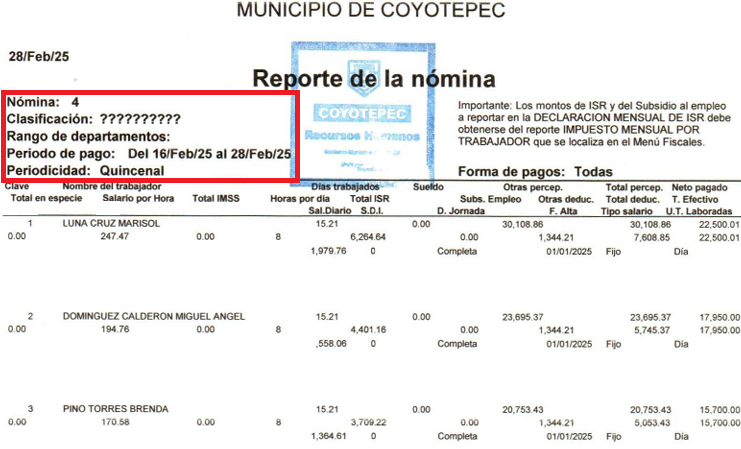 MUNICIPIO DE COYOTEPEC
28/Feb/25
Reporte de la nómina
COYOTEPEC
Recursos Humanos
Nómina: 4
Clasificación: ??????????
Rango de departamentos:
Periodo de pago: Del 16/Feb/25 al 28/Feb/25
Periodicidad: Quincenal
Importante: Los montos de ISR y del Subsidio al empleo
a reportar en la DECLARACION MENSUAL DE ISR debe
obtenerse del reporte IMPUESTO MENSUAL POR
TRABAJADOR que se localiza en el Menú Fiscales.
Forma de pagos: Todas
Clave Nombre del trabajador Días trabajados Sueldo Otras percep. Total percep. Neto pagado
Total en especie Salario por Hora Total IMSS Horas por día Total ISR Subs. Empleo Otras deduc. Total deduc. T. Efectivo
Sal.Diario S.D.I. D. Jornada F. Alta Tipo salario U.T. Laboradas
1 LUNA CRUZ MARISOL 15.21 0.00 30,108.86 30,108.86 22,500.01
0.00 247.47 0.00 8 6,264.64 0.00 1,344.21 7,608.85 22,500.01
1,979.76 0 Completa 01/01/2025 Fijo Día
2 DOMINGUEZ CALDERON MIGUEL ANGEL 15.21 0.00 23,695.37 23,695.37 17,950.00
0.00 194.76 0.00 8 4,401.16 0.00 1,344.21 5,745.37 17,950.00
,558.06 0 Completa 01/01/2025 Fijo Día
3 PINO TORRES BRENDA 15.21 0.00 20,753.43 20,753.43 15,700.00
0.00 170.58 0.00 8 3,709.22 0.00 1,344.21 5,053.43 15,700.00
1,364.61 0 Completa 01/01/2025 Fijo Día